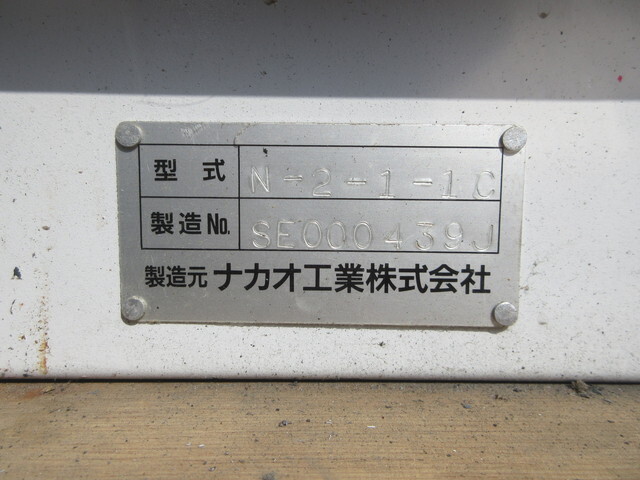 型式 N-2-1-1C
製造No. SE000439J
製造元 ナカオ工業株式会社